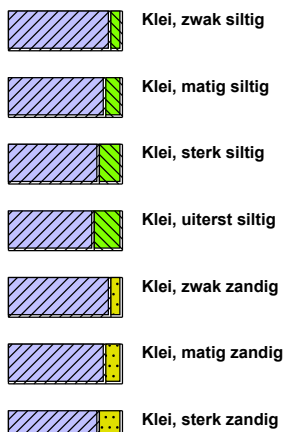 Klei, zwak siltig
Klei, matig siltig
Klei, sterk siltig
Klei, uiterst siltig
Klei, zwak zandig
Klei, matig zandig
Klei, sterk zandig